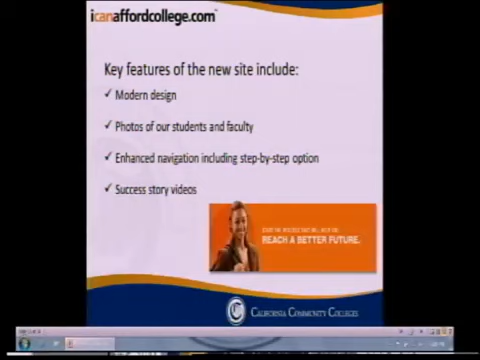 icanaffordcollege.com™
Key features of the new site include:
✓ Modern design
✓ Photos of our students and faculty
✓ Enhanced navigation including step-by-step option
✓ Success story videos
REACH A BETTER FUTURE.
CALIFORNIA COMMUNITY COLLEGES